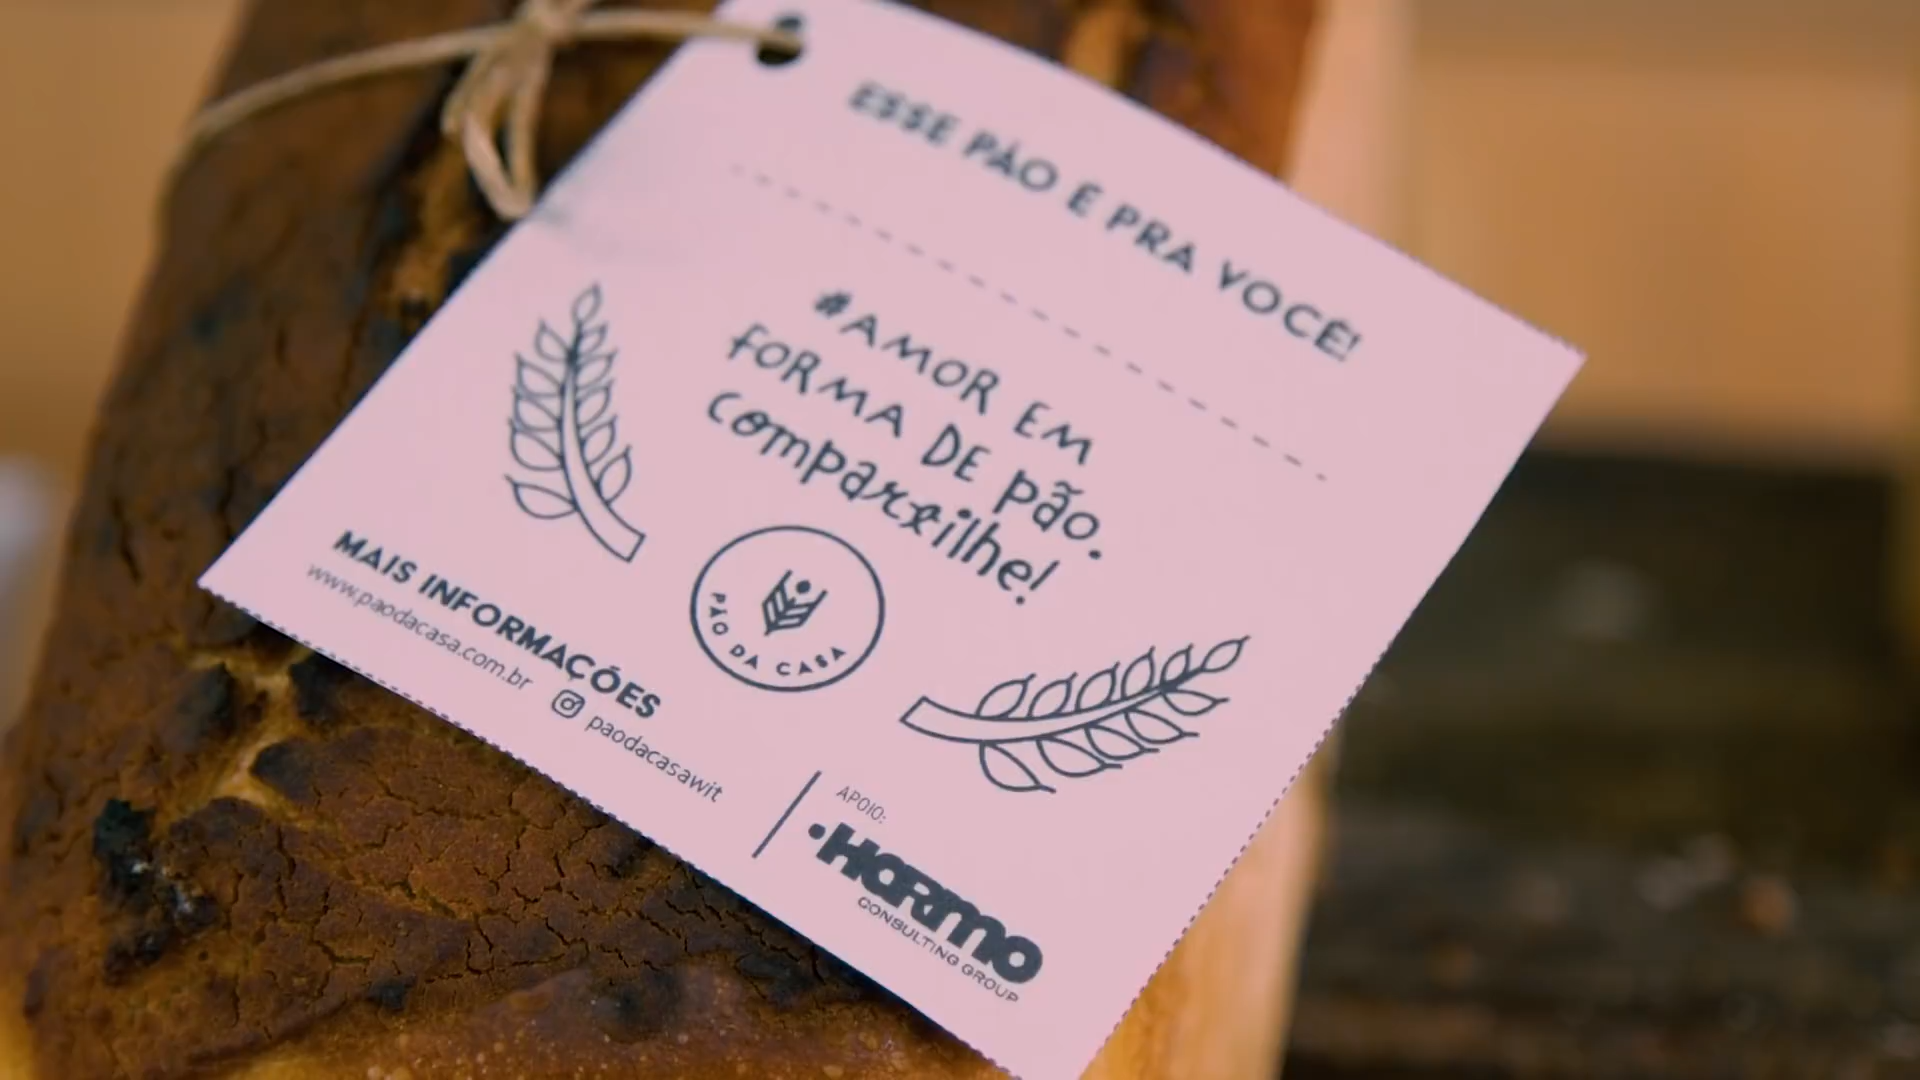 ESSE PÃO É PRA VOCÊ!
#AMOR EM
FORMA DE pão.
compartilhe!
PÃO DA CASA
MAIS INFORMAÇÕES
www.paodacasa.com.br
paodacasawit
APOIO:
HARMO
CONSULTING GROUP